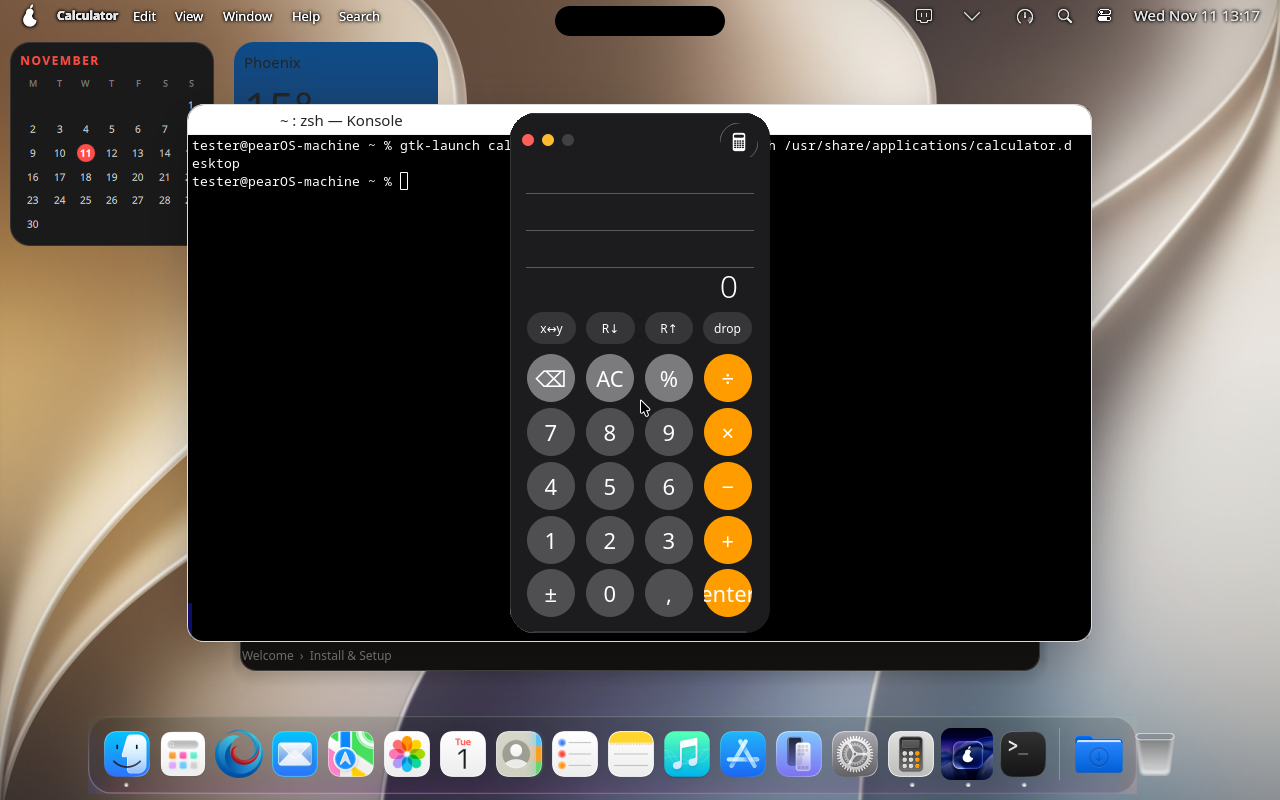 Calculator Edit View Window Help Search
Wed Nov 11 13:17
NOVEMBER
M T W T F S S
1
2 3 4 5 6 7
9 10 11 12 13 14
16 17 18 19 20 21
23 24 25 26 27 28
30
Phoenix
15°
~ : zsh — Konsole
tester@pearOS-machine ~ % gtk-launch cal
/usr/share/applications/calculator.d
esktop
tester@pearOS-machine ~ %
0
x↔y R↓ R↑ drop
⌫ AC % ÷
7 8 9 ×
4 5 6 −
1 2 3 +
± 0 , enter
Welcome › Install & Setup
Tue
1
>_